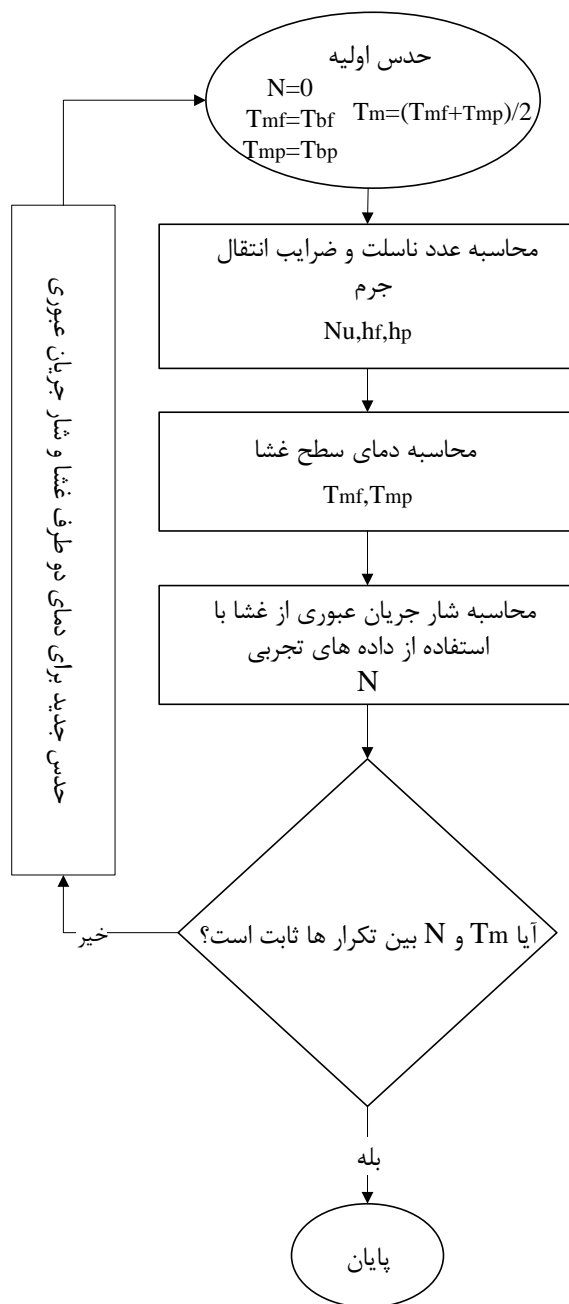 حدس اولیه
N=0
Tmf=Tbf
Tmp=Tbp
Tm=(Tmf+Tmp)/2
محاسبه عدد ناسلت و ضرایب انتقال
جرم
Nu,hf,hp
محاسبه دمای سطح غشا
Tmf,Tmp
محاسبه شار جریان عبوری از غشا با
استفاده از داده های تجربی
N
آیا Tm و N بین تکرار ها ثابت است؟
خیر
حدس جدید برای دمای دو طرف غشا و شار جریان عبوری
بله
پایان